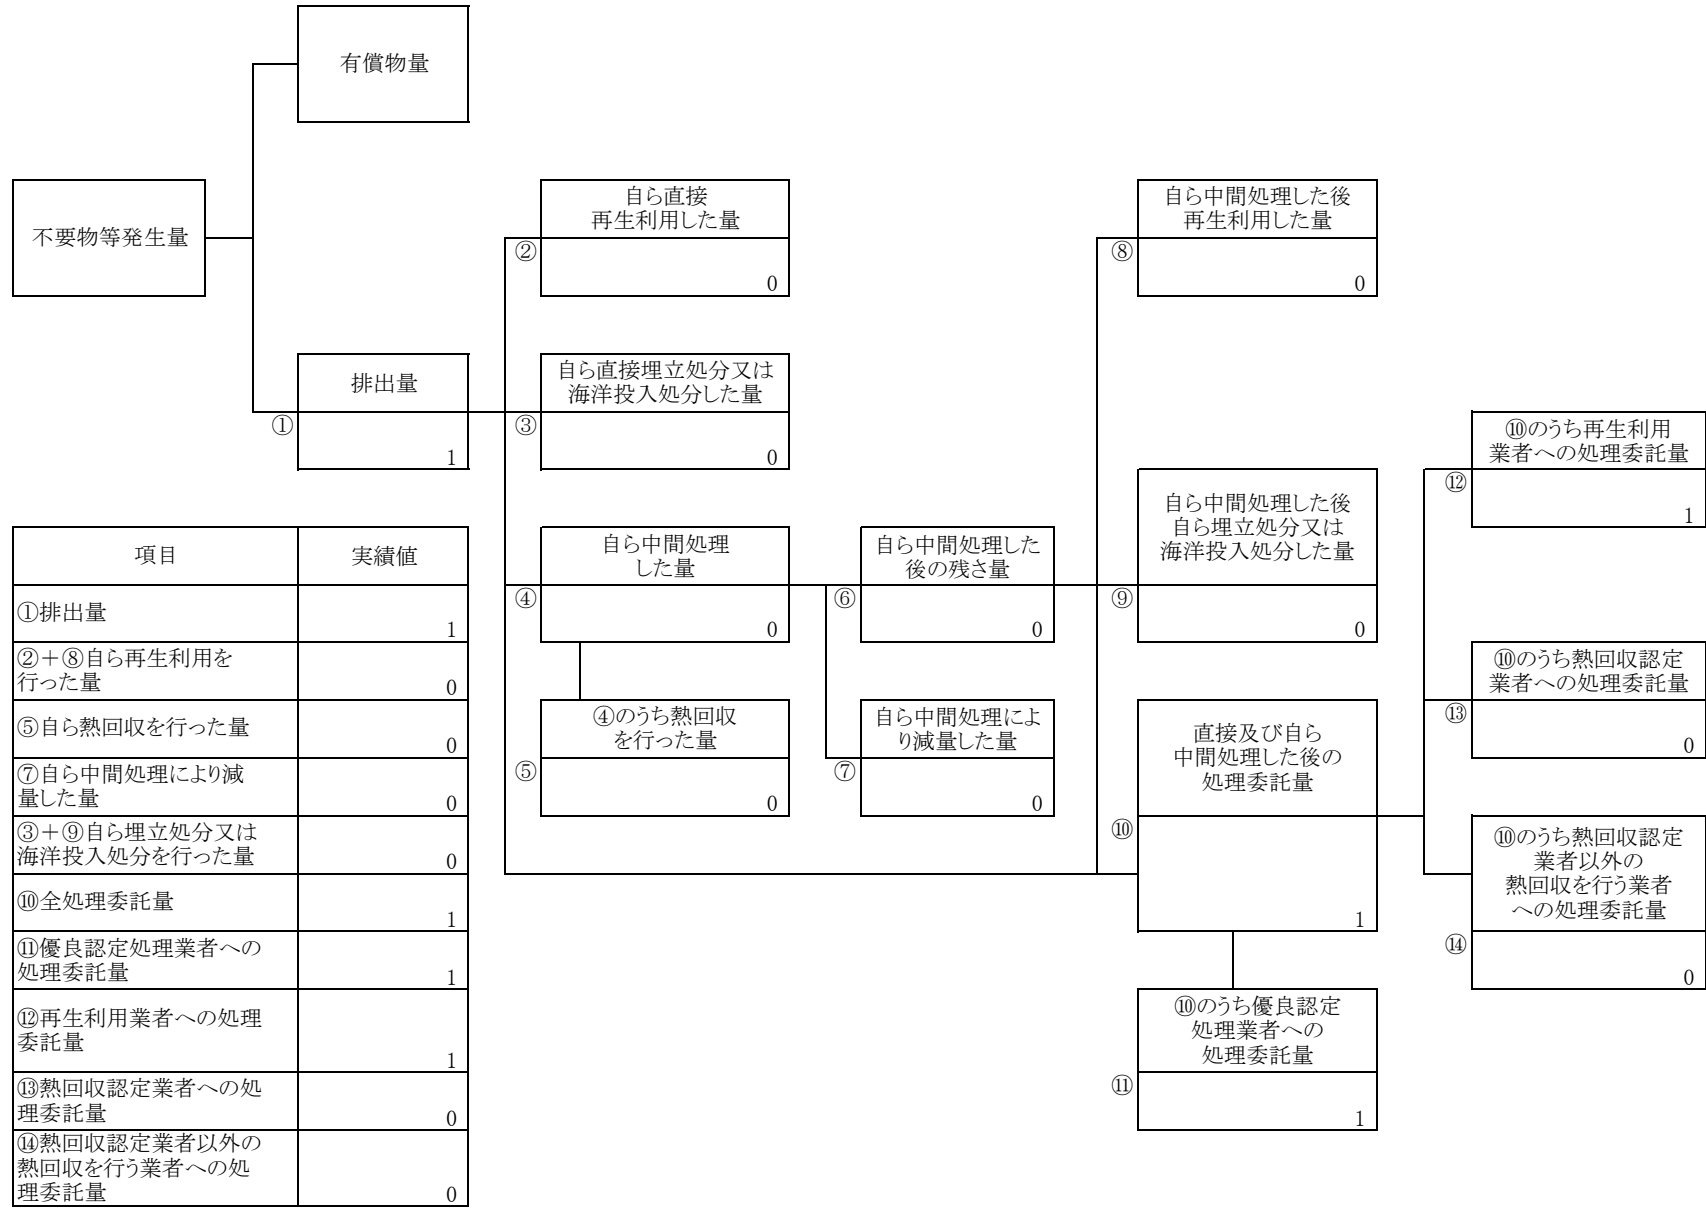 有償物量
不要物等発生量
自ら直接
再生利用した量
②
0
自ら中間処理した後
再生利用した量
⑧
0
排出量
①
1
自ら直接埋立処分又は
海洋投入処分した量
③
0
⑩のうち再生利用
業者への処理委託量
⑫
1
自ら中間処理
した量
④
0
自ら中間処理した
後の残さ量
⑥
0
自ら中間処理した後
自ら埋立処分又は
海洋投入処分した量
⑨
0
⑩のうち熱回収認定
業者への処理委託量
⑬
0
④のうち熱回収
を行った量
⑤
0
自ら中間処理によ
り減量した量
⑦
0
直接及び自ら
中間処理した後の
処理委託量
⑩
1
⑩のうち熱回収認定
業者以外の
熱回収を行う業者
への処理委託量
⑭
0
⑩のうち優良認定
処理業者への
処理委託量
⑪
1
項目 実績値
①排出量
1
②+⑧自ら再生利用を
行った量
0
⑤自ら熱回収を行った量
0
⑦自ら中間処理により減
量した量
0
③+⑨自ら埋立処分又は
海洋投入処分を行った量
0
⑩全処理委託量
1
⑪優良認定処理業者への
処理委託量
1
⑫再生利用業者への処理
委託量
1
⑬熱回収認定業者への処
理委託量
0
⑭熱回収認定業者以外の
熱回収を行う業者への処
理委託量
0